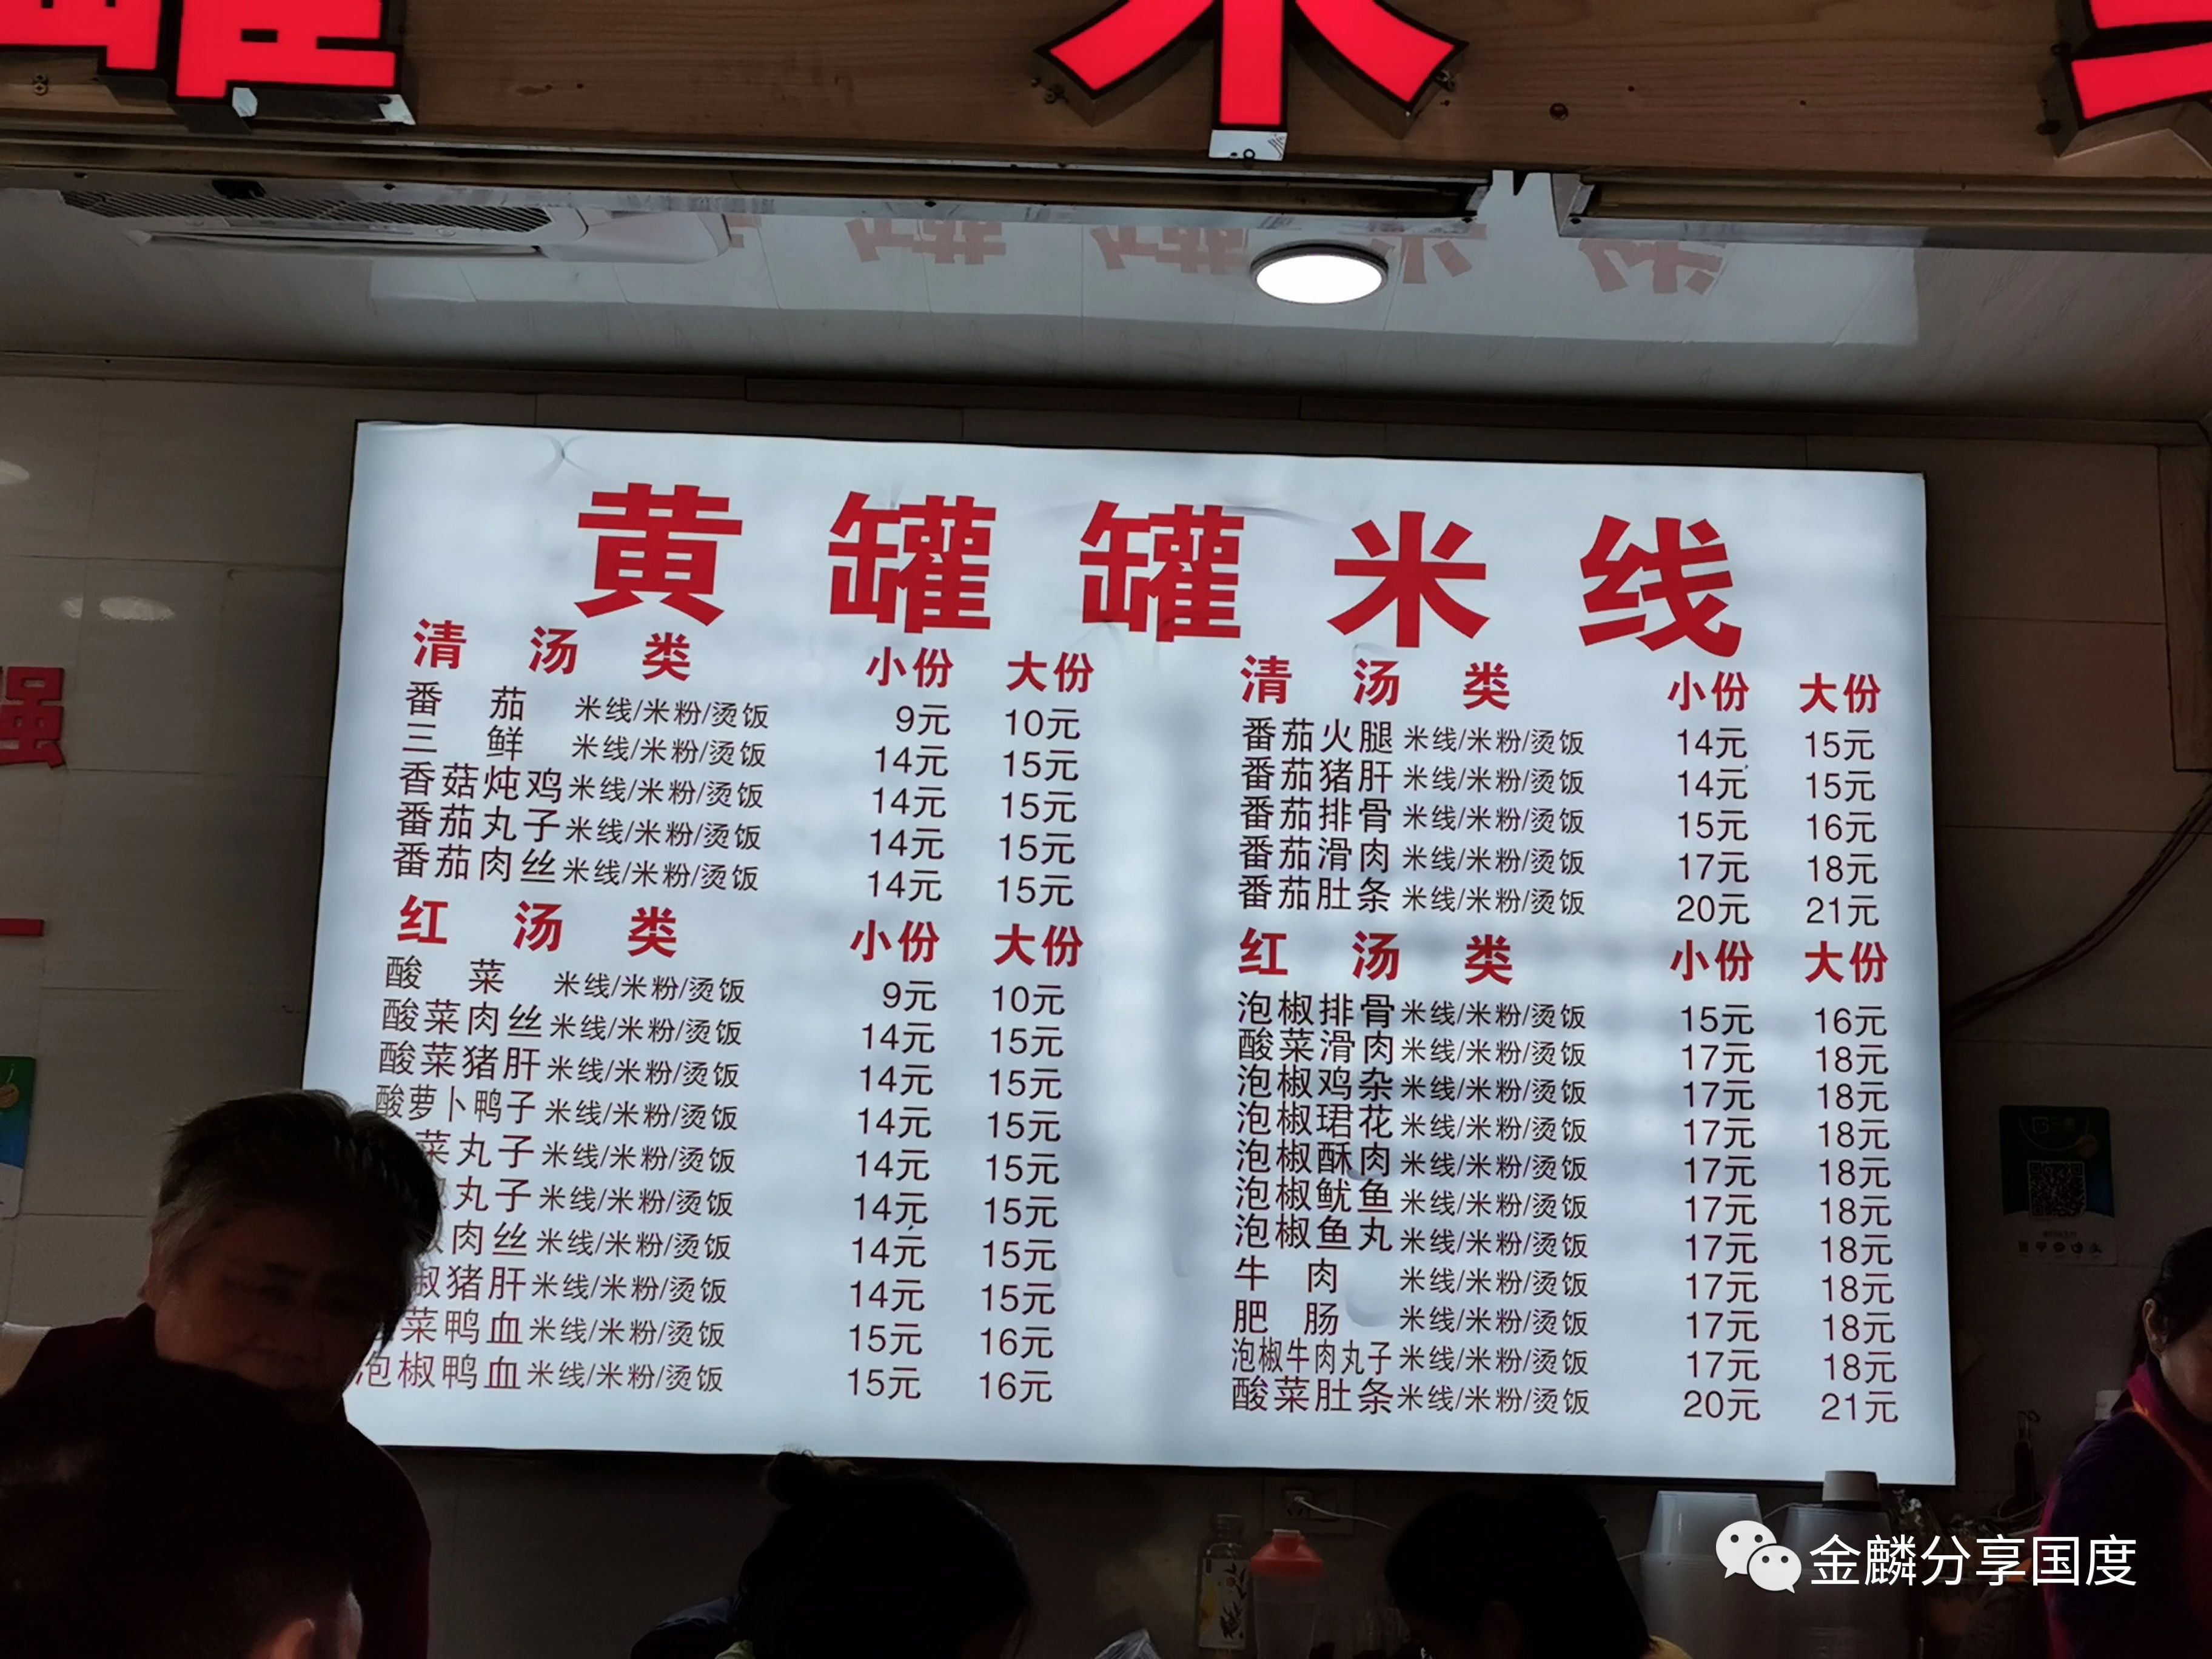 黄罐罐米线
清汤类 小份 大份
番茄 米线/米粉/烫饭 9元 10元
三鲜 米线/米粉/烫饭 14元 15元
香菇炖鸡 米线/米粉/烫饭 14元 15元
番茄丸子 米线/米粉/烫饭 14元 15元
番茄肉丝 米线/米粉/烫饭 14元 15元
红汤类 小份 大份
酸菜 米线/米粉/烫饭 9元 10元
酸菜肉丝 米线/米粉/烫饭 14元 15元
酸菜猪肝 米线/米粉/烫饭 14元 15元
酸萝卜鸭子 米线/米粉/烫饭 14元 15元
菜丸子 米线/米粉/烫饭 14元 15元
丸子 米线/米粉/烫饭 14元 15元
肉丝 米线/米粉/烫饭 14元 15元
椒猪肝 米线/米粉/烫饭 14元 15元
菜鸭血 米线/米粉/烫饭 15元 16元
泡椒鸭血 米线/米粉/烫饭 15元 16元
清汤类 小份 大份
番茄火腿 米线/米粉/烫饭 14元 15元
番茄猪肝 米线/米粉/烫饭 14元 15元
番茄排骨 米线/米粉/烫饭 15元 16元
番茄滑肉 米线/米粉/烫饭 17元 18元
番茄肚条 米线/米粉/烫饭 20元 21元
红汤类 小份 大份
泡椒排骨 米线/米粉/烫饭 15元 16元
酸菜滑肉 米线/米粉/烫饭 17元 18元
泡椒鸡杂 米线/米粉/烫饭 17元 18元
泡椒珺花 米线/米粉/烫饭 17元 18元
泡椒酥肉 米线/米粉/烫饭 17元 18元
泡椒鱿鱼 米线/米粉/烫饭 17元 18元
泡椒鱼丸 米线/米粉/烫饭 17元 18元
牛肉 米线/米粉/烫饭 17元 18元
肥肠 米线/米粉/烫饭 17元 18元
泡椒牛肉丸子 米线/米粉/烫饭 17元 18元
酸菜肚条 米线/米粉/烫饭 20元 21元
强
金麟分享国度